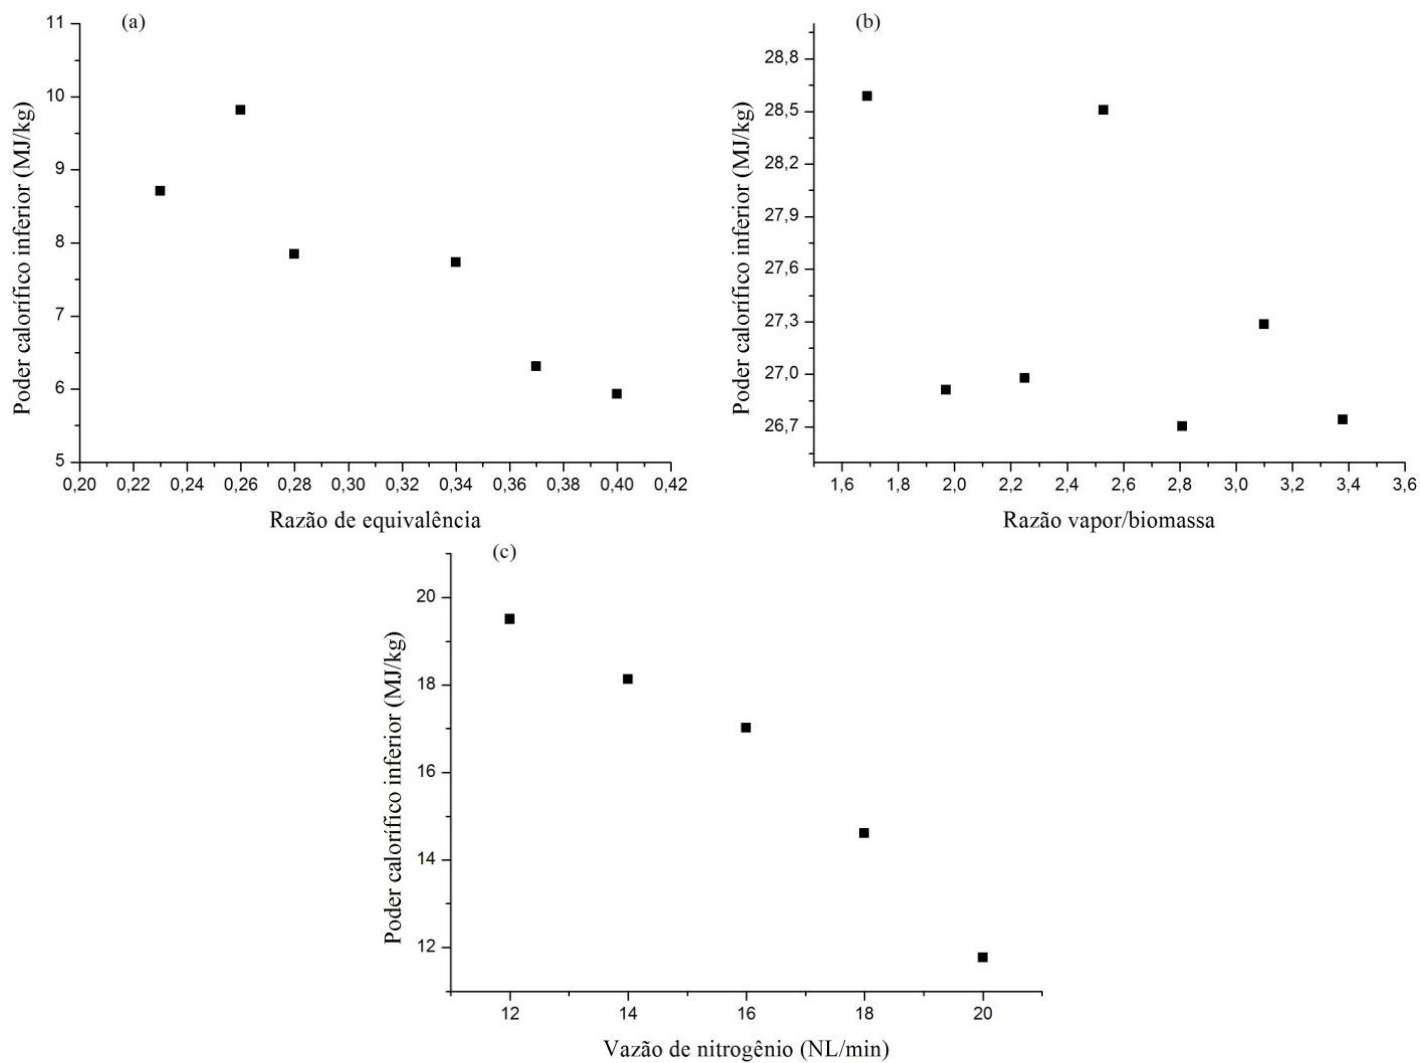 (a)
Poder calorífico inferior (MJ/kg)
11
10
9
8
7
6
5
0,20 0,22 0,24 0,26 0,28 0,30 0,32 0,34 0,36 0,38 0,40 0,42
Razão de equivalência
(b)
Poder calorífico inferior (MJ/kg)
28,8
28,5
28,2
27,9
27,6
27,3
27,0
26,7
1,6 1,8 2,0 2,2 2,4 2,6 2,8 3,0 3,2 3,4 3,6
Razão vapor/biomassa
(c)
Poder calorífico inferior (MJ/kg)
20
18
16
14
12
12 14 16 18 20
Vazão de nitrogênio (NL/min)